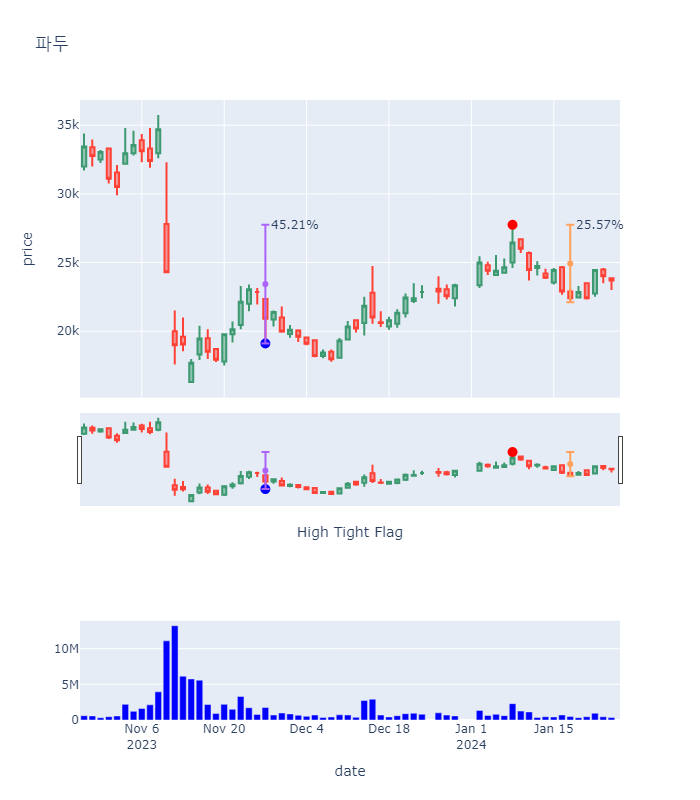 파두
35k
30k
25k
20k
price
45.21%
25.57%
High Tight Flag
10M
5M
0
Nov 6
2023
Nov 20
Dec 4
Dec 18
Jan 1
2024
Jan 15
date